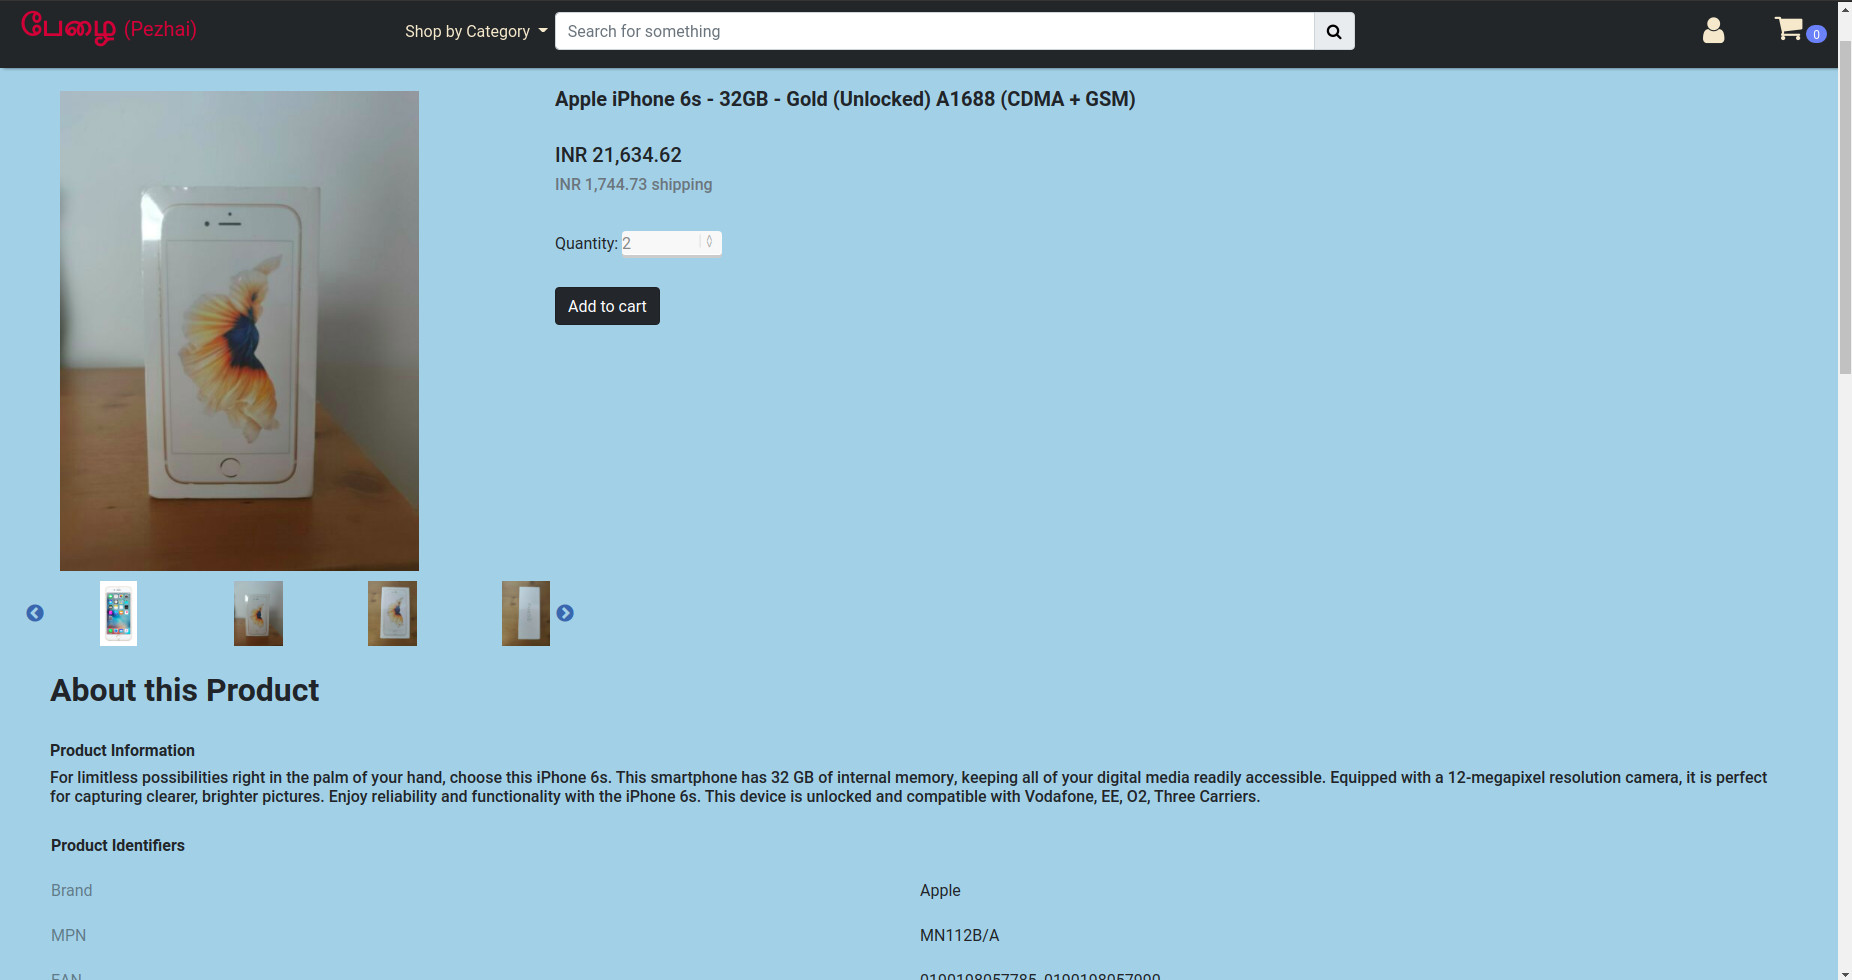 பேழை (Pezhai)
Shop by Category
Search for something
0
Apple iPhone 6s - 32GB - Gold (Unlocked) A1688 (CDMA + GSM)
INR 21,634.62
INR 1,744.73 shipping
Quantity: 2
Add to cart
About this Product
Product Information
For limitless possibilities right in the palm of your hand, choose this iPhone 6s. This smartphone has 32 GB of internal memory, keeping all of your digital media readily accessible. Equipped with a 12-megapixel resolution camera, it is perfect
for capturing clearer, brighter pictures. Enjoy reliability and functionality with the iPhone 6s. This device is unlocked and compatible with Vodafone, EE, O2, Three Carriers.
Product Identifiers
Brand Apple
MPN MN112B/A
EAN